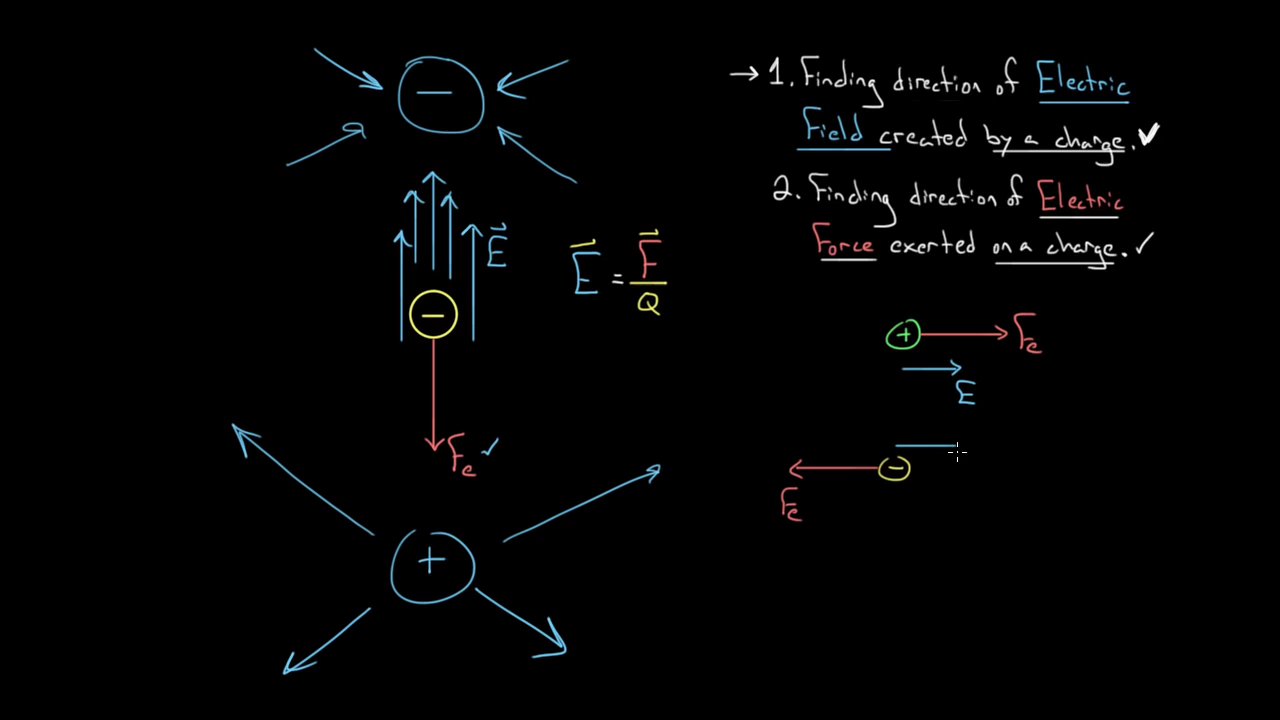 → 1. Finding direction of Electric
Field created by a charge. ✓
2. Finding direction of Electric
Force exerted on a charge. ✓
−
E
E = F/Q
−
Fe ✓
+
+ Fe
E
−
Fe